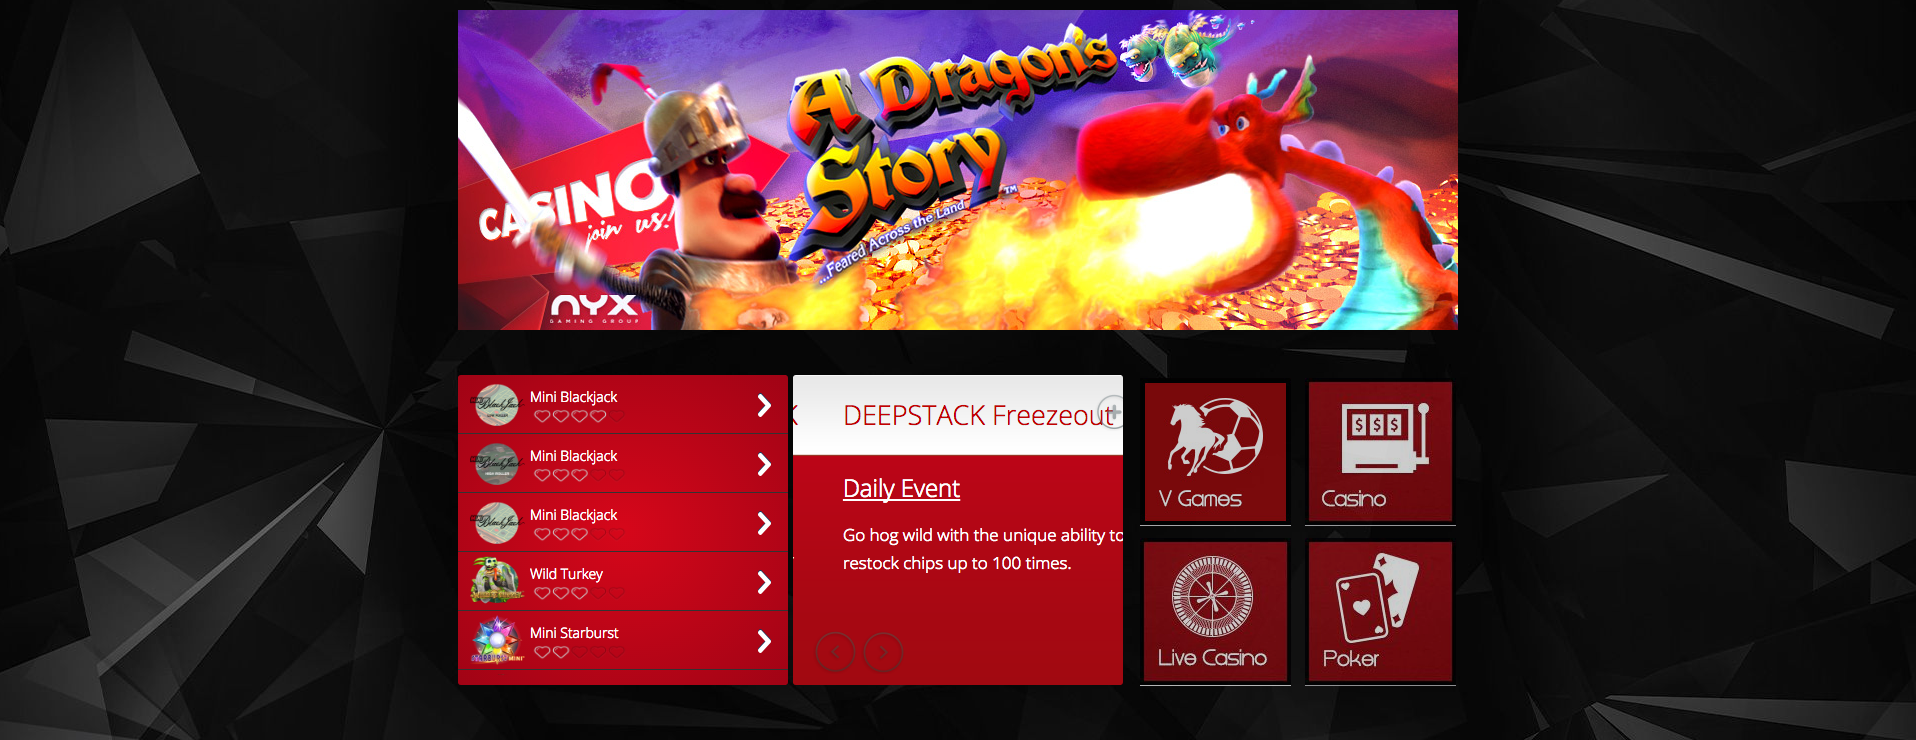 A Dragon's
Story™
...Feared Across the Land
CASINO
join us!
NYX
GAMING GROUP
Mini Blackjack
Mini Blackjack
Mini Blackjack
Wild Turkey
Mini Starburst
DEEPSTACK Freezeout
Daily Event
Go hog wild with the unique ability to
restock chips up to 100 times.
V Games
$ $ $
Casino
Live Casino
Poker